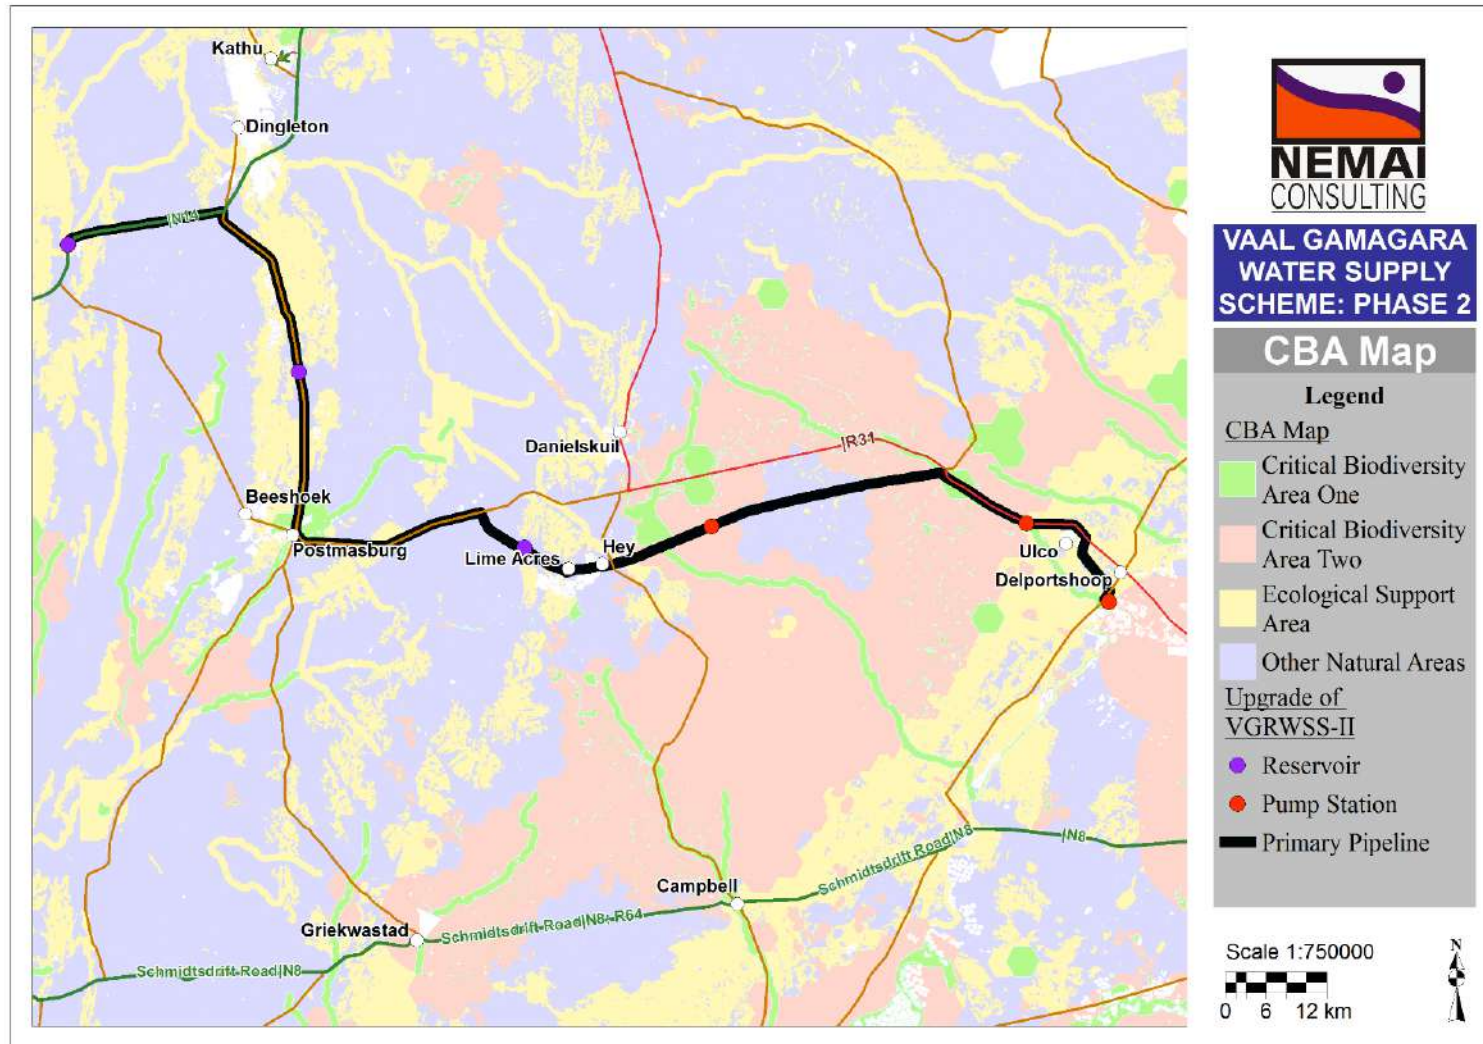 Kathu
Dingleton
|N14
Danielskuil
|R31
Beeshoek
Postmasburg
Lime Acres
Hey
Ulco
Delportshoop
Campbell
Schmidtsdrift Road|N8
|N8
Griekwastad
Schmidtsdrift Road|N8; R64
Schmidtsdrift Road|N8
NEMAI
CONSULTING
VAAL GAMAGARA
WATER SUPPLY
SCHEME: PHASE 2
CBA Map
Legend
CBA Map
Critical Biodiversity
Area One
Critical Biodiversity
Area Two
Ecological Support
Area
Other Natural Areas
Upgrade of
VGRWSS-II
Reservoir
Pump Station
Primary Pipeline
Scale 1:750000
0 6 12 km
N